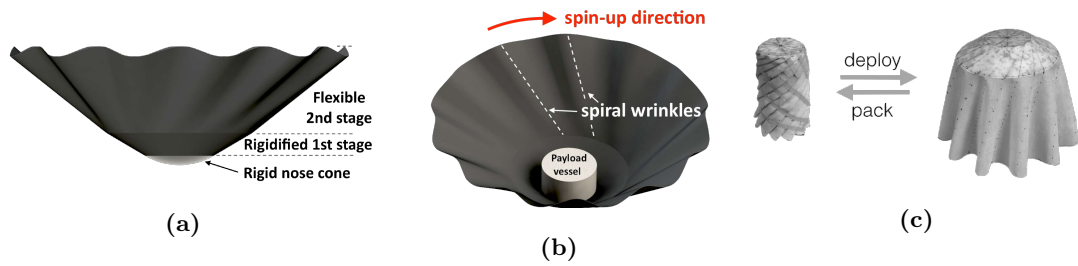 Flexible
2nd stage
Rigidified 1st stage
Rigid nose cone
(a)
spin-up direction
spiral wrinkles
Payload
vessel
(b)
deploy
pack
(c)